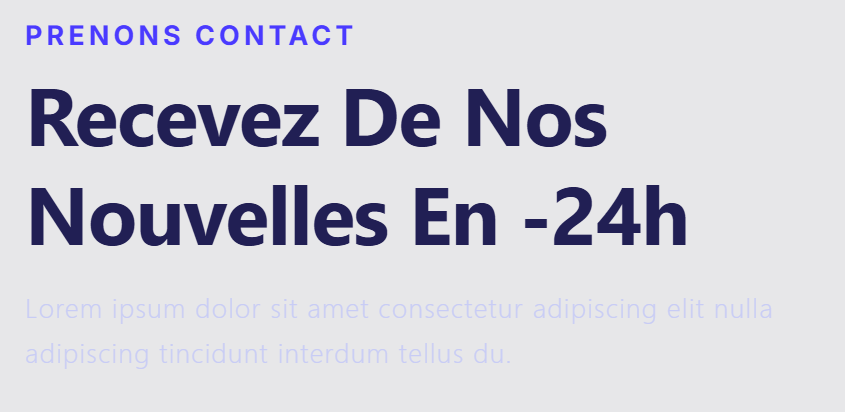 PRENONS CONTACT
Recevez De Nos
Nouvelles En -24h
Lorem ipsum dolor sit amet consectetur adipiscing elit nulla
adipiscing tincidunt interdum tellus du.